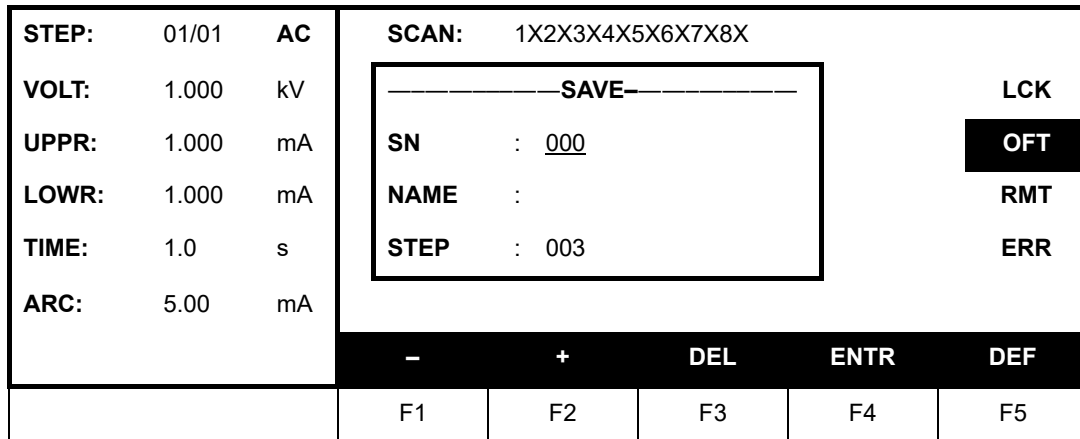 STEP: 01/01 AC SCAN: 1X2X3X4X5X6X7X8X
VOLT: 1.000 kV ————————SAVE–———————— LCK
UPPR: 1.000 mA SN : 000 OFT
LOWR: 1.000 mA NAME : RMT
TIME: 1.0 s STEP : 003 ERR
ARC: 5.00 mA
– + DEL ENTR DEF
F1 F2 F3 F4 F5